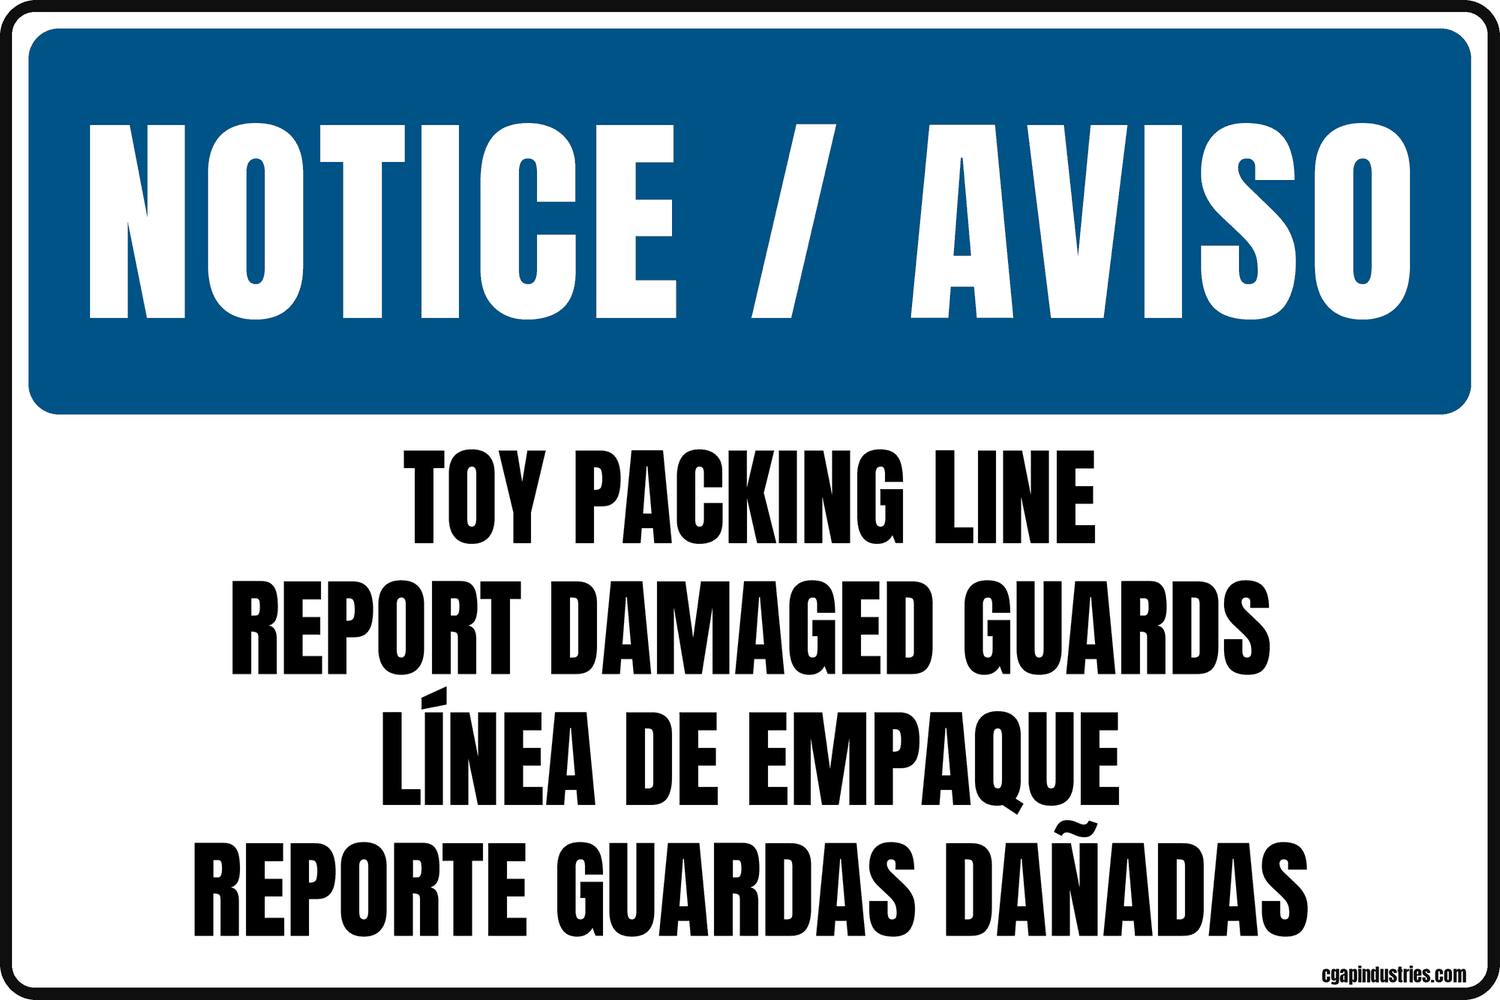 NOTICE / AVISO
TOY PACKING LINE
REPORT DAMAGED GUARDS
LÍNEA DE EMPAQUE
REPORTE GUARDAS DAÑADAS
cgapindustries.com